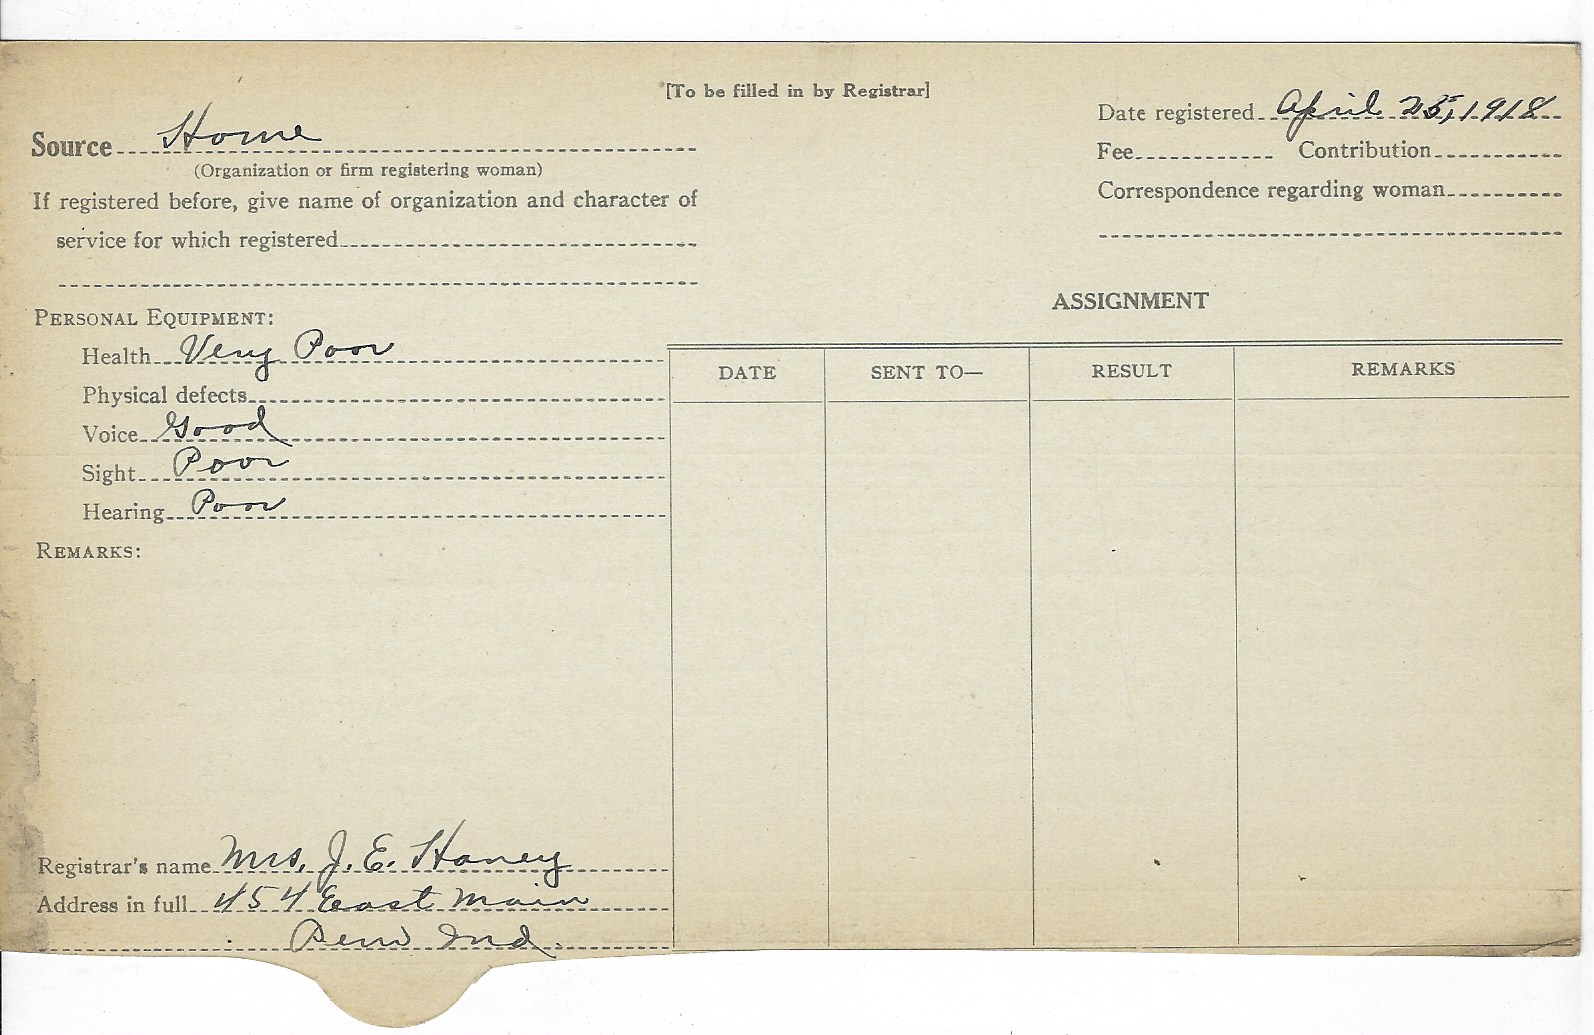 [To be filled in by Registrar]
Source Home
(Organization or firm registering woman)
If registered before, give name of organization and character of
service for which registered
Date registered April 25, 1918
Fee Contribution
Correspondence regarding woman
PERSONAL EQUIPMENT:
Health Very Poor
Physical defects
Voice Good
Sight Poor
Hearing Poor
REMARKS:
Registrar's name Mrs. J. E. Haney
Address in full 454 East Main
Peru Ind.
ASSIGNMENT
DATE SENT TO— RESULT REMARKS